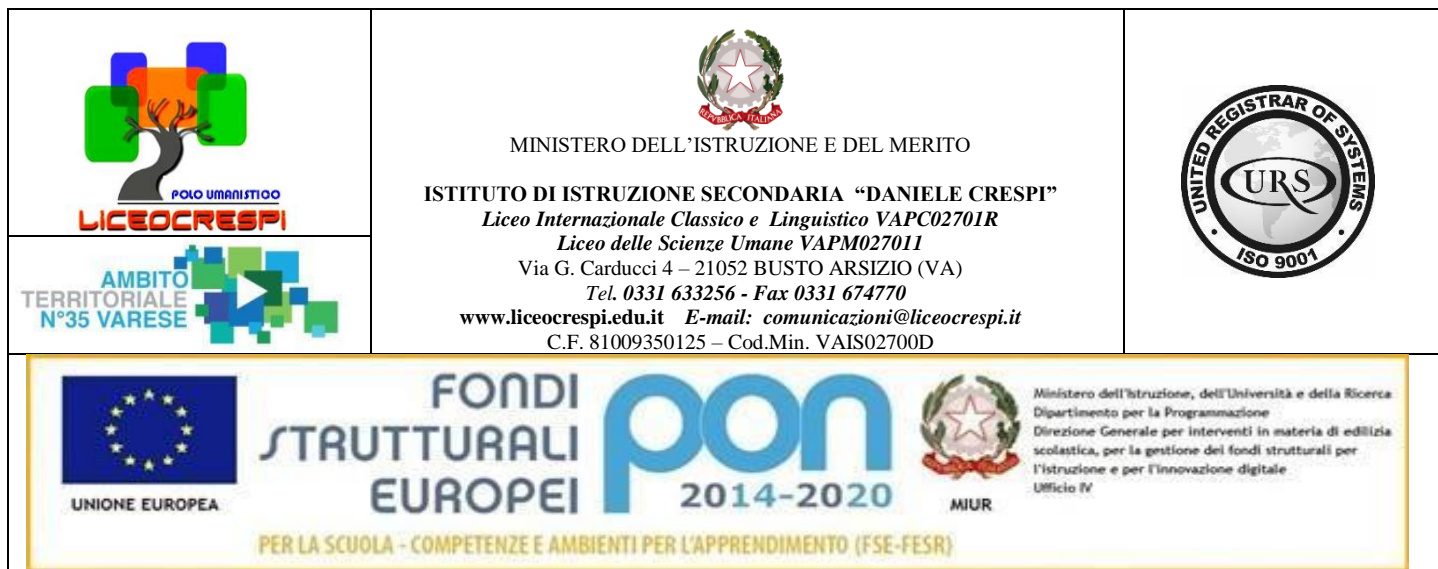 POLO UMANISTICO
LICEOCRESPI
AMBITO
TERRITORIALE
N°35 VARESE
REPVBBLICA ITALIANA
MINISTERO DELL’ISTRUZIONE E DEL MERITO
ISTITUTO DI ISTRUZIONE SECONDARIA “DANIELE CRESPI”
Liceo Internazionale Classico e Linguistico VAPC02701R
Liceo delle Scienze Umane VAPM027011
Via G. Carducci 4 – 21052 BUSTO ARSIZIO (VA)
Tel. 0331 633256 - Fax 0331 674770
www.liceocrespi.edu.it E-mail: comunicazioni@liceocrespi.it
C.F. 81009350125 – Cod.Min. VAIS02700D
UNITED REGISTRAR OF SYSTEMS
URS
ISO 9001
UNIONE EUROPEA
FONDI
STRUTTURALI
EUROPEI
pon
2014-2020
MIUR
Ministero dell'Istruzione, dell'Università e della Ricerca
Dipartimento per la Programmazione
Direzione Generale per interventi in materia di edilizia
scolastica, per la gestione dei fondi strutturali per
l'istruzione e per l'innovazione digitale
Ufficio IV
PER LA SCUOLA - COMPETENZE E AMBIENTI PER L'APPRENDIMENTO (FSE-FESR)